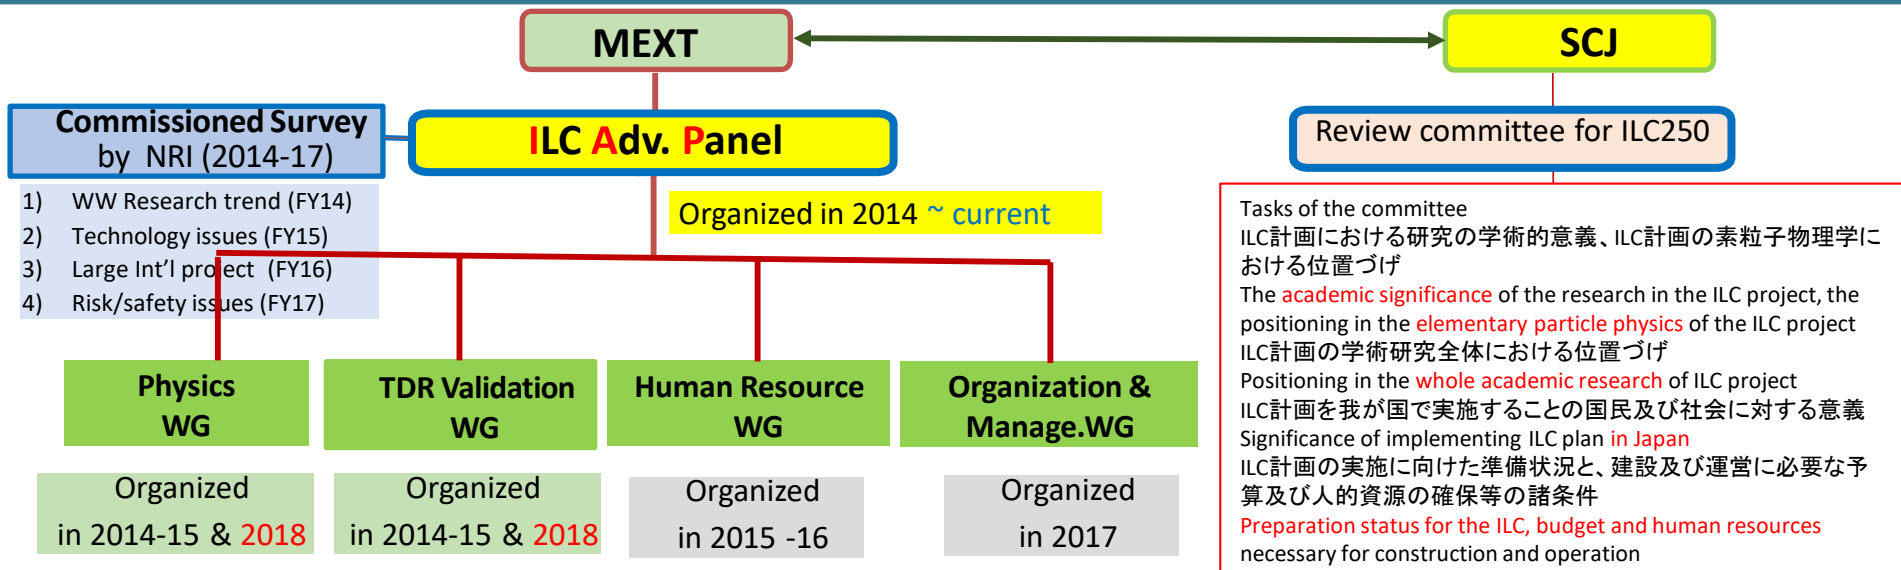 MEXT
SCJ
Commissioned Survey
by NRI (2014-17)
ILC Adv. Panel
Review committee for ILC250
1) WW Research trend (FY14)
2) Technology issues (FY15)
3) Large Int'l project (FY16)
4) Risk/safety issues (FY17)
Organized in 2014 ~ current
Physics
WG
TDR Validation
WG
Human Resource
WG
Organization &
Manage.WG
Organized
in 2014-15 & 2018
Organized
in 2014-15 & 2018
Organized
in 2015 -16
Organized
in 2017
Tasks of the committee
ILC計画における研究の学術的意義、ILC計画の素粒子物理学に
おける位置づげ
The academic significance of the research in the ILC project, the
positioning in the elementary particle physics of the ILC project
ILC計画の学術研究全体における位置づげ
Positioning in the whole academic research of ILC project
ILC計画を我が国で実施することの国民及び社会に対する意義
Significance of implementing ILC plan in Japan
ILC計画の実施に向けた準備状況と、建設及び運営に必要な予
算及び人的資源の確保等の諸条件
Preparation status for the ILC, budget and human resources
necessary for construction and operation